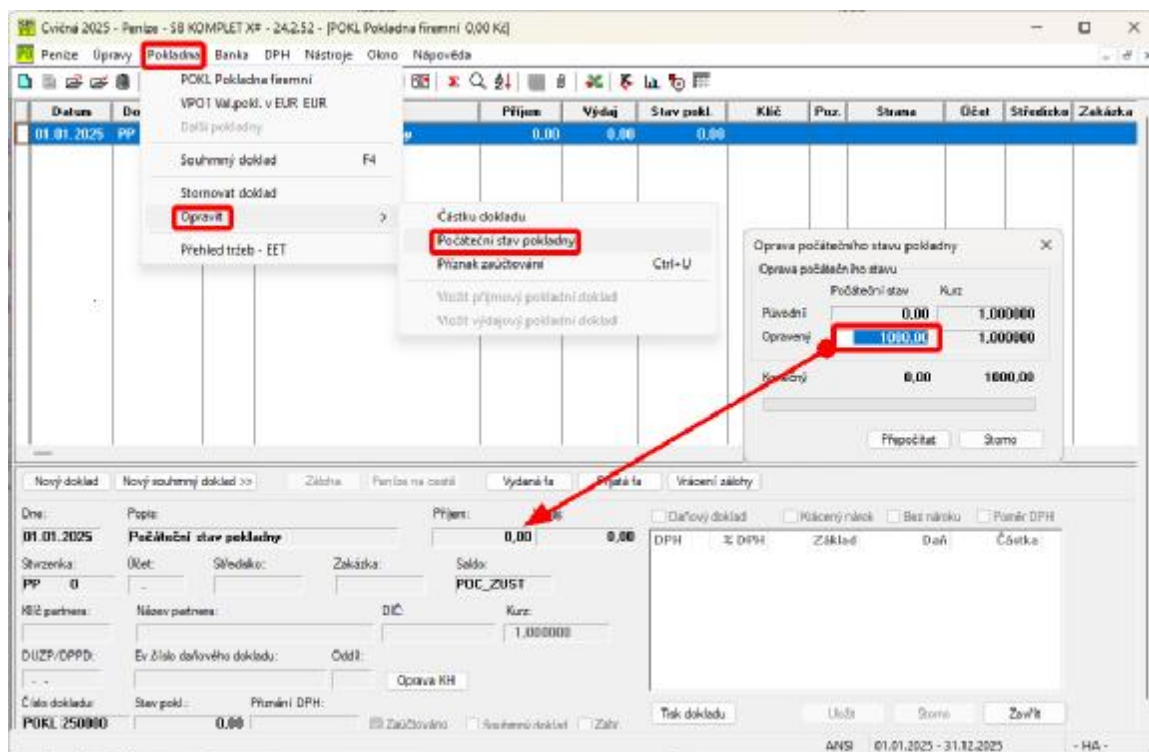 Cvičná 2025 - Peníze - SB KOMPLET X# - 24.2.52 - [POKL Pokladna firemní 0,00 Kč]
Peníze Úpravy Pokladna Banka DPH Nástroje Okno Nápověda
POKL Pokladna firemní
VPO1 Val.pokl. v EUR EUR
Další pokladny
Souhrnný doklad F4
Stornovat doklad
Opravit >
Přehled tržeb - EET
Částku dokladu
Počáteční stav pokladny
Příznak zaúčtování Ctrl+U
Vložit příjmový pokladní doklad
Vložit výdajový pokladní doklad
Datum Do Příjem Výdaj Stav pokl. Klíč Poz. Strana Účet Středisko Zakázka
01.01.2025 PP y 0,00 0,00 0,00
Oprava počátečního stavu pokladny
Oprava počátečního stavu
Počáteční stav Kurz
Původní 0,00 1,000000
Opravený 1000,00 1,000000
Konečný 0,00 1000,00
Přepočítat Storno
Nový doklad Nový souhrnný doklad >> Záloha Peníze na cestě Vydaná fa Přijatá fa Vrácení zálohy
Dne: Popis: Příjem:
Daňový doklad Krácený nárok Bez nároku Poměr DPH
01.01.2025 Počáteční stav pokladny 0,00 0,00
DPH % DPH Základ Daň Částka
Stvrzenka: Účet: Středisko: Zakázka: Saldo:
PP 0 . POC_ZUST
Klíč partnera: Název partnera: DIČ: Kurz:
1,000000
DUZP/DPPD: Ev.číslo daňového dokladu: Oddíl:
. . Oprava KH
Číslo dokladu: Stav pokl.: Přiznání DPH:
POKL 250000 0,00 Zaúčtováno Souhrnný doklad Zahr.
Tisk dokladu Uložit Storno Zavřít
ANSI 01.01.2025 - 31.12.2025 - HA -